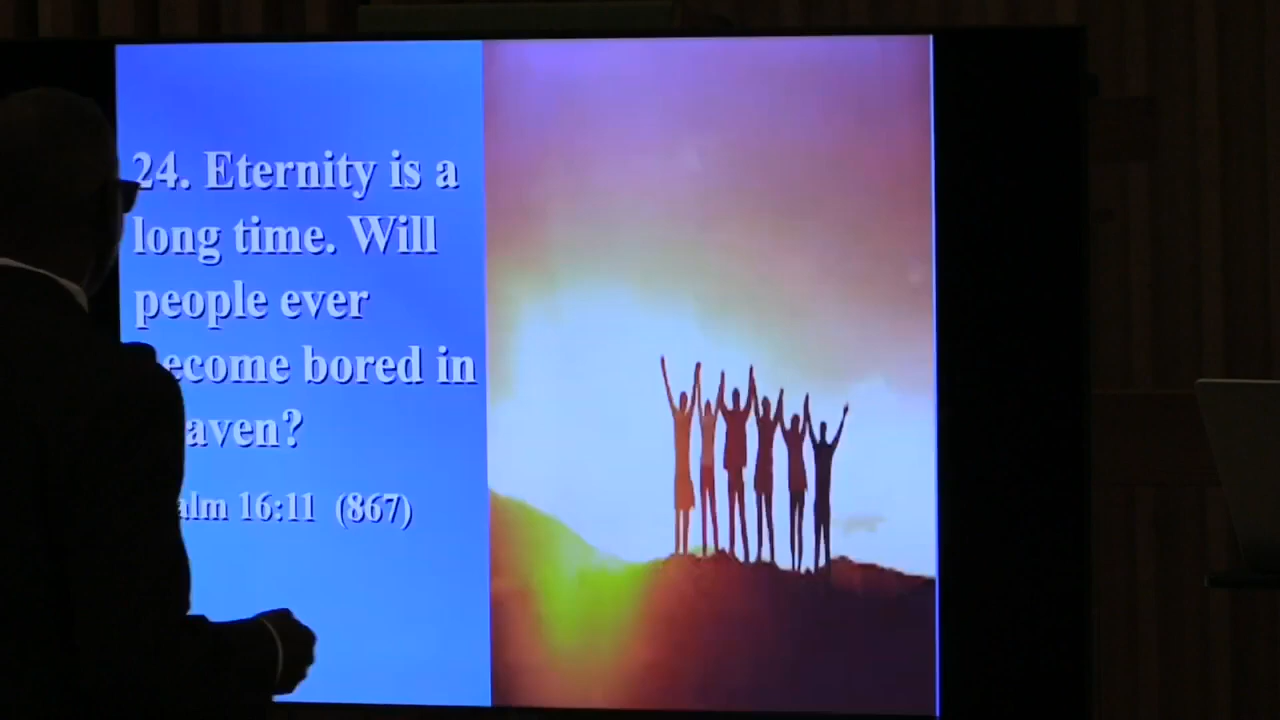 24. Eternity is a
long time. Will
people ever
ecome bored in
aven?
alm 16:11 (867)